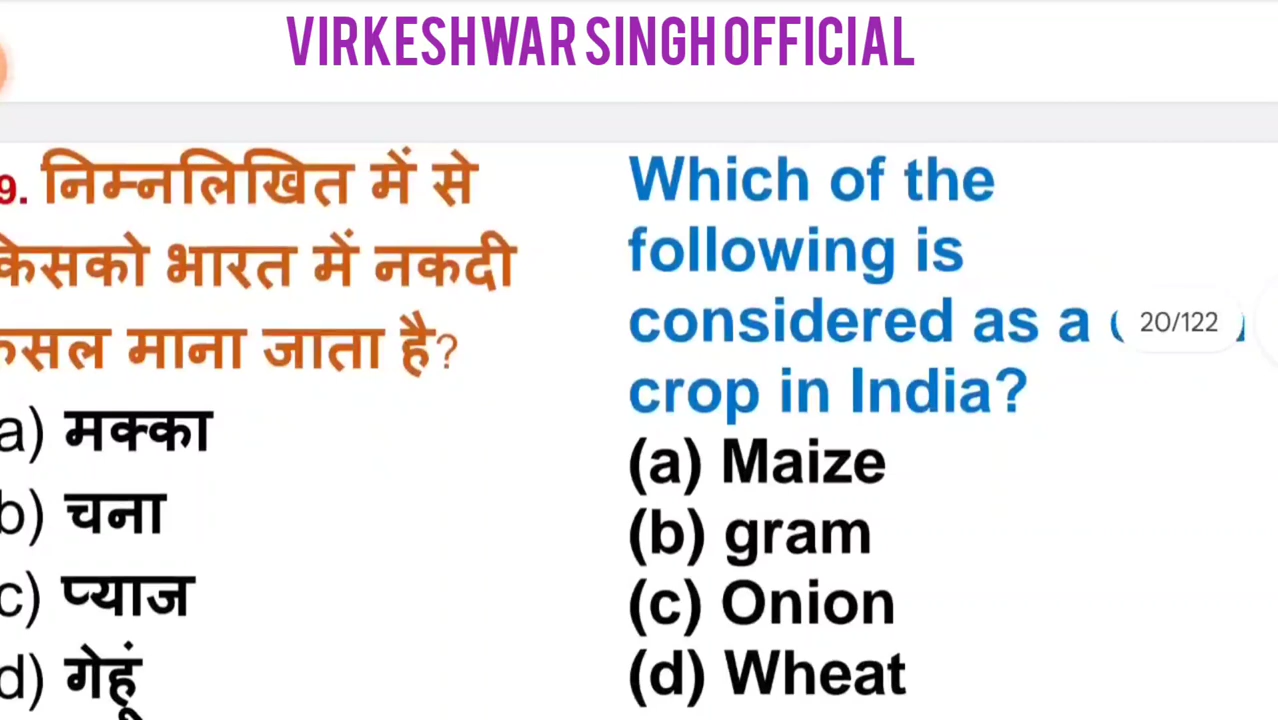 VIRKESHWAR SINGH OFFICIAL
9. निम्नलिखित में से
किसको भारत में नकदी
फसल माना जाता है?
a) मक्का
b) चना
c) प्याज
d) गेहूं
Which of the
following is
considered as a
20/122
crop in India?
(a) Maize
(b) gram
(c) Onion
(d) Wheat